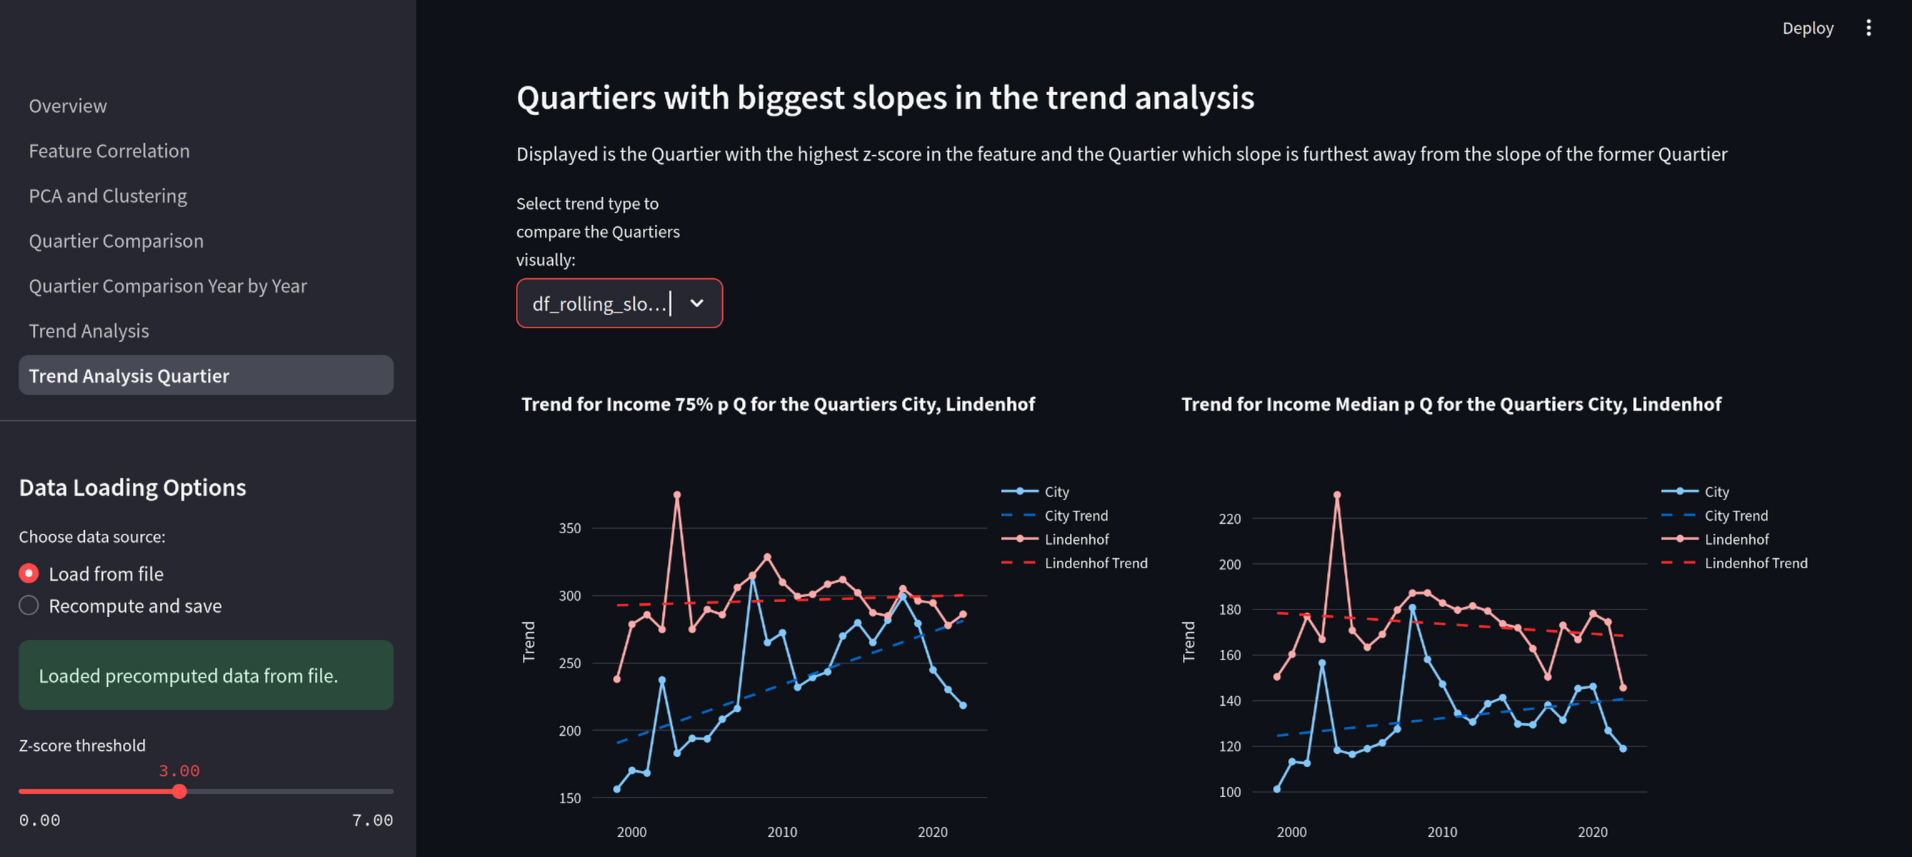 Deploy
Overview
Feature Correlation
PCA and Clustering
Quartier Comparison
Quartier Comparison Year by Year
Trend Analysis
Trend Analysis Quartier
Data Loading Options
Choose data source:
Load from file
Recompute and save
Loaded precomputed data from file.
Z-score threshold
3.00
0.00 7.00
Quartiers with biggest slopes in the trend analysis
Displayed is the Quartier with the highest z-score in the feature and the Quartier which slope is furthest away from the slope of the former Quartier
Select trend type to
compare the Quartiers
visually:
df_rolling_slo...
Trend for Income 75% p Q for the Quartiers City, Lindenhof
City
City Trend
Lindenhof
Lindenhof Trend
Trend
350
300
250
200
150
2000 2010 2020
Trend for Income Median p Q for the Quartiers City, Lindenhof
City
City Trend
Lindenhof
Lindenhof Trend
Trend
220
200
180
160
140
120
100
2000 2010 2020